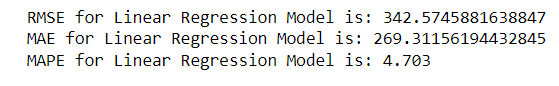 RMSE for Linear Regression Model is: 342.5745881638847
MAE for Linear Regression Model is: 269.31156194432845
MAPE for Linear Regression Model is: 4.703